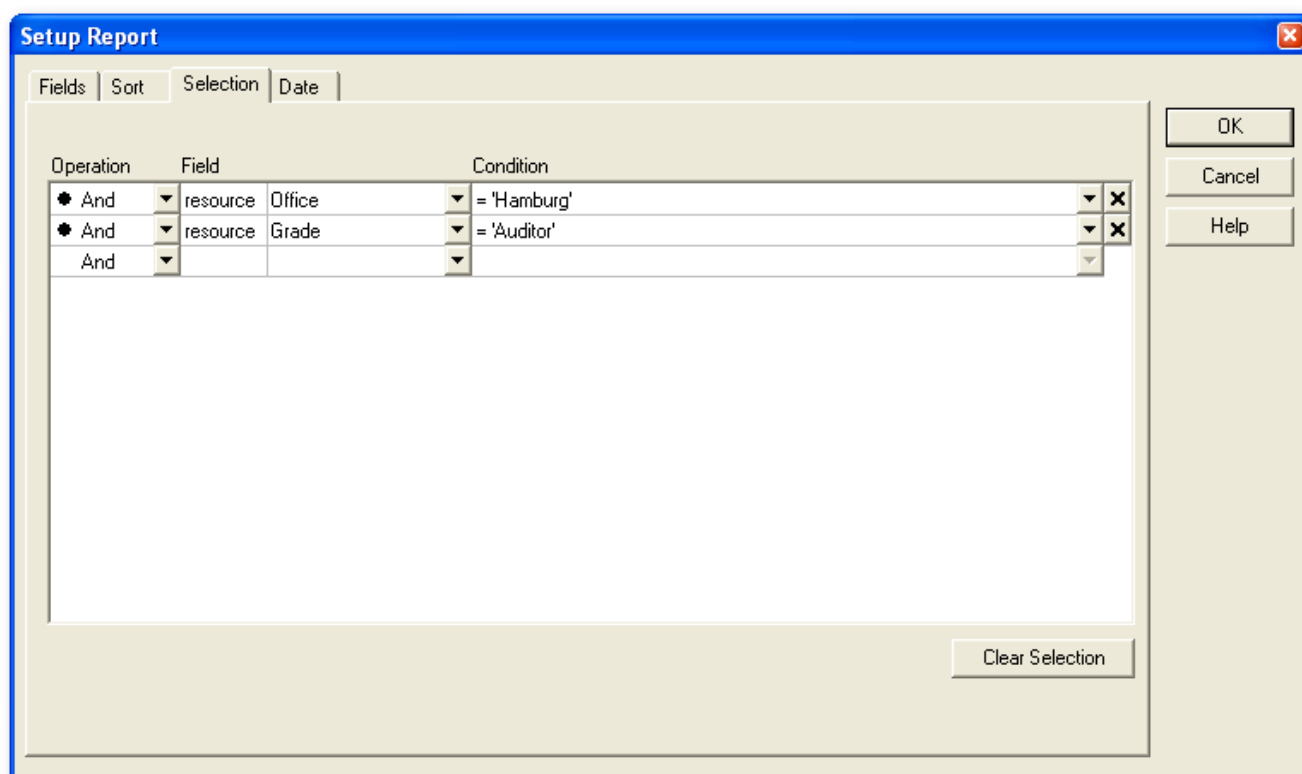 Setup Report
Fields Sort Selection Date
OK
Cancel
Help
Operation Field Condition
And resource Office = 'Hamburg'
And resource Grade = 'Auditor'
And
Clear Selection